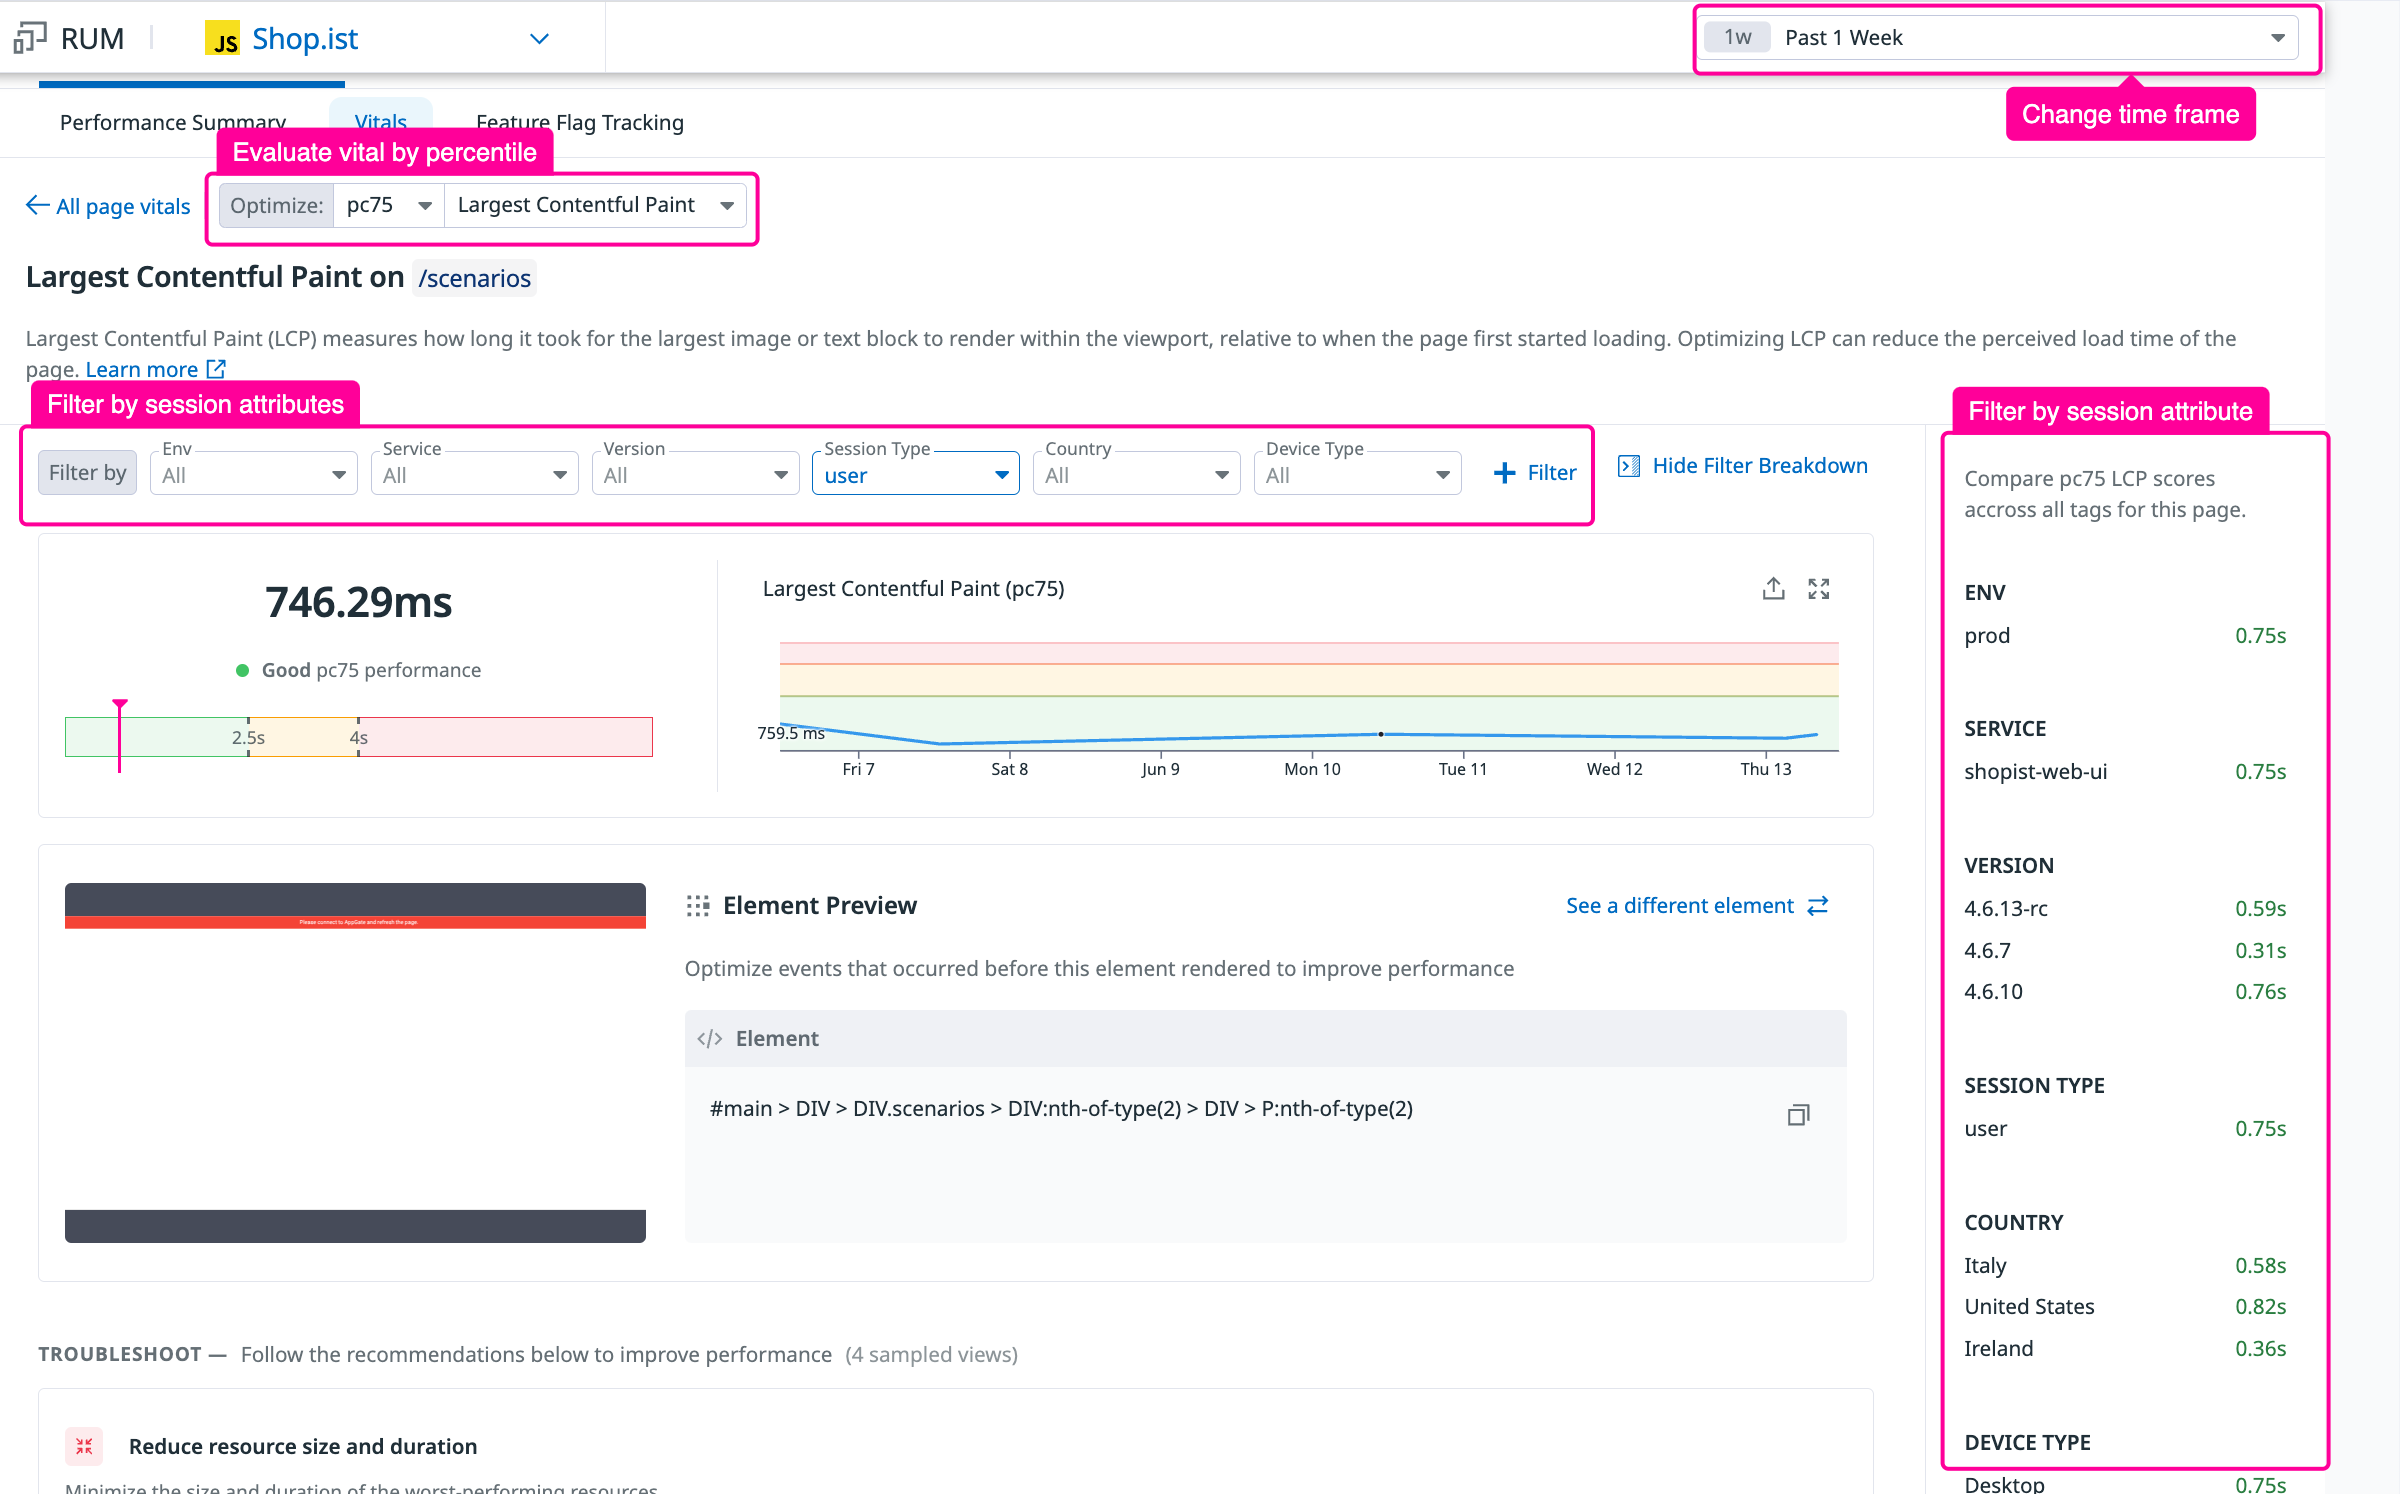 RUM
JS Shop.ist
1w Past 1 Week
Change time frame
Performance Summary
Vitals
Feature Flag Tracking
Evaluate vital by percentile
All page vitals
Optimize: pc75 Largest Contentful Paint
Largest Contentful Paint on /scenarios
Largest Contentful Paint (LCP) measures how long it took for the largest image or text block to render within the viewport, relative to when the page first started loading. Optimizing LCP can reduce the perceived load time of the
page. Learn more
Filter by session attributes
Filter by
Env
All
Service
All
Version
All
Session Type
user
Country
All
Device Type
All
+ Filter
Hide Filter Breakdown
746.29ms
Good pc75 performance
2.5s
4s
Largest Contentful Paint (pc75)
759.5 ms
Fri 7
Sat 8
Jun 9
Mon 10
Tue 11
Wed 12
Thu 13
Please connect to AppGate and refresh the page
Element Preview
See a different element
Optimize events that occurred before this element rendered to improve performance
</> Element
#main > DIV > DIV.scenarios > DIV:nth-of-type(2) > DIV > P:nth-of-type(2)
TROUBLESHOOT — Follow the recommendations below to improve performance (4 sampled views)
Reduce resource size and duration
Minimize the size and duration of the worst-performing resources
Filter by session attribute
Compare pc75 LCP scores
accross all tags for this page.
ENV
prod 0.75s
SERVICE
shopist-web-ui 0.75s
VERSION
4.6.13-rc 0.59s
4.6.7 0.31s
4.6.10 0.76s
SESSION TYPE
user 0.75s
COUNTRY
Italy 0.58s
United States 0.82s
Ireland 0.36s
DEVICE TYPE
Desktop 0.75s